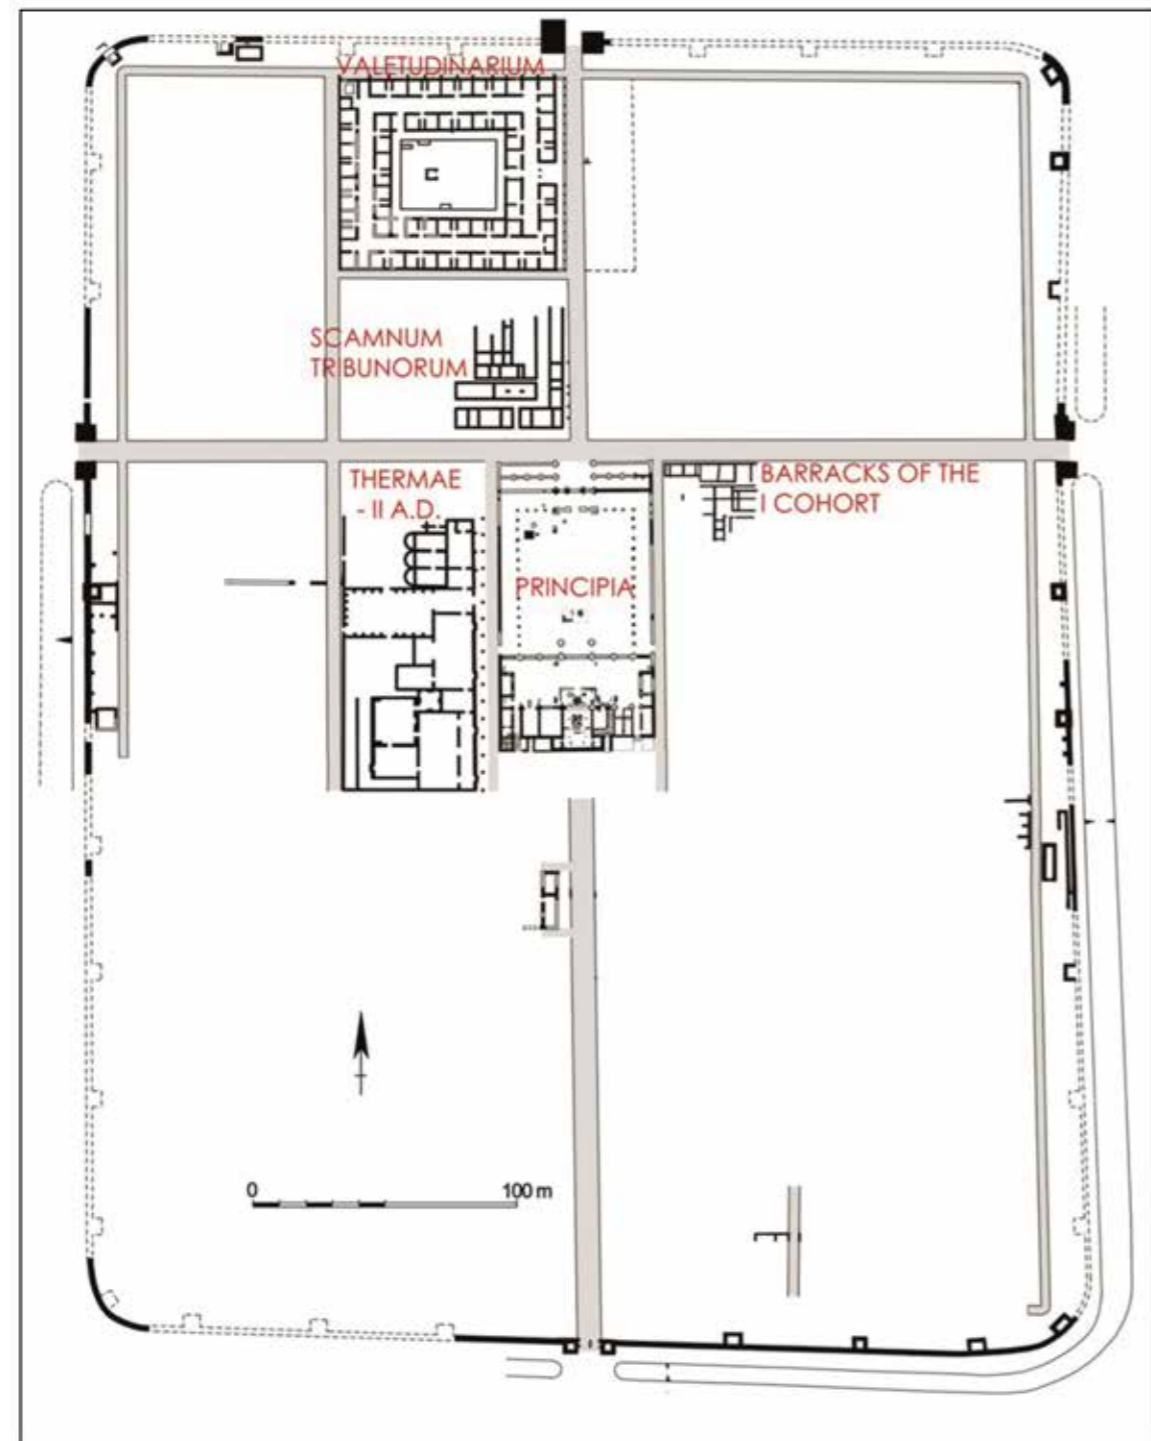 VALETUDINARIUM
SCAMNUM
TRIBUNORUM
THERMAE
- II A.D.
BARRACKS OF THE
I COHORT
PRINCIPIA
0 100 m